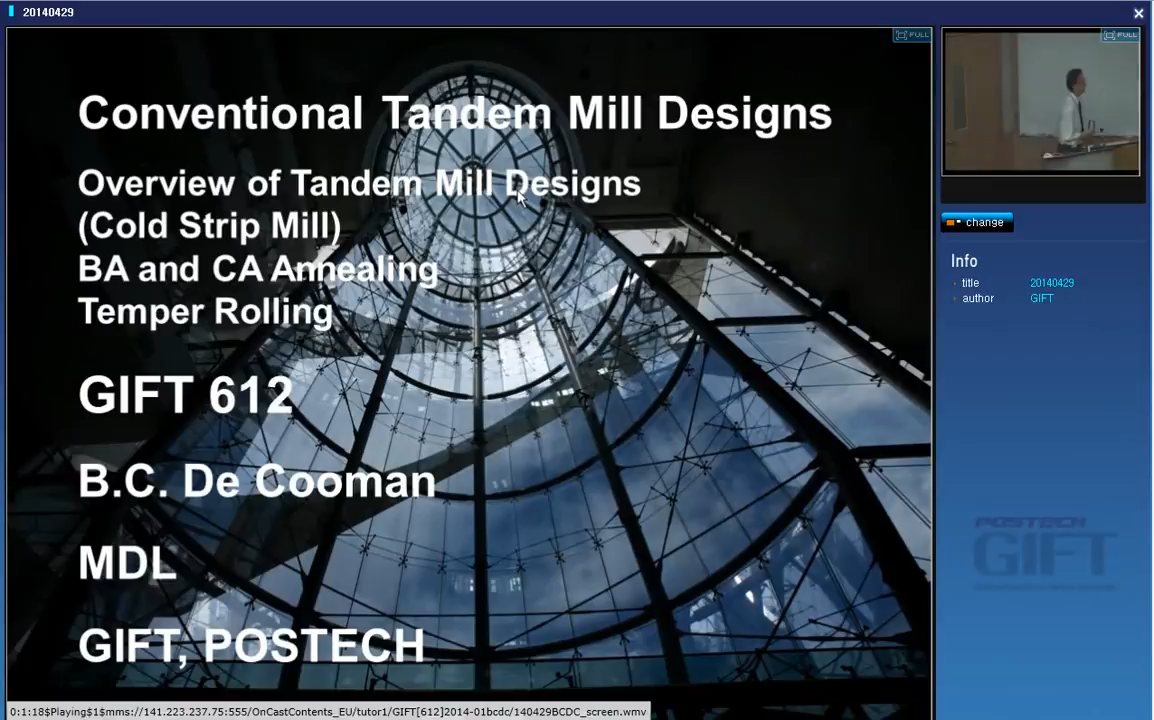 20140429
FULL
FULL
Conventional Tandem Mill Designs
Overview of Tandem Mill Designs
(Cold Strip Mill)
BA and CA Annealing
Temper Rolling
GIFT 612
B.C. De Cooman
MDL
GIFT, POSTECH
change
Info
title 20140429
author GIFT
POSTECH
GIFT
0:1:18$Playing$1$mms://141.223.237.75:555/OnCastContents_EU/tutor1/GIFT[612]2014-01bcdc/140429BCDC_screen.wmv